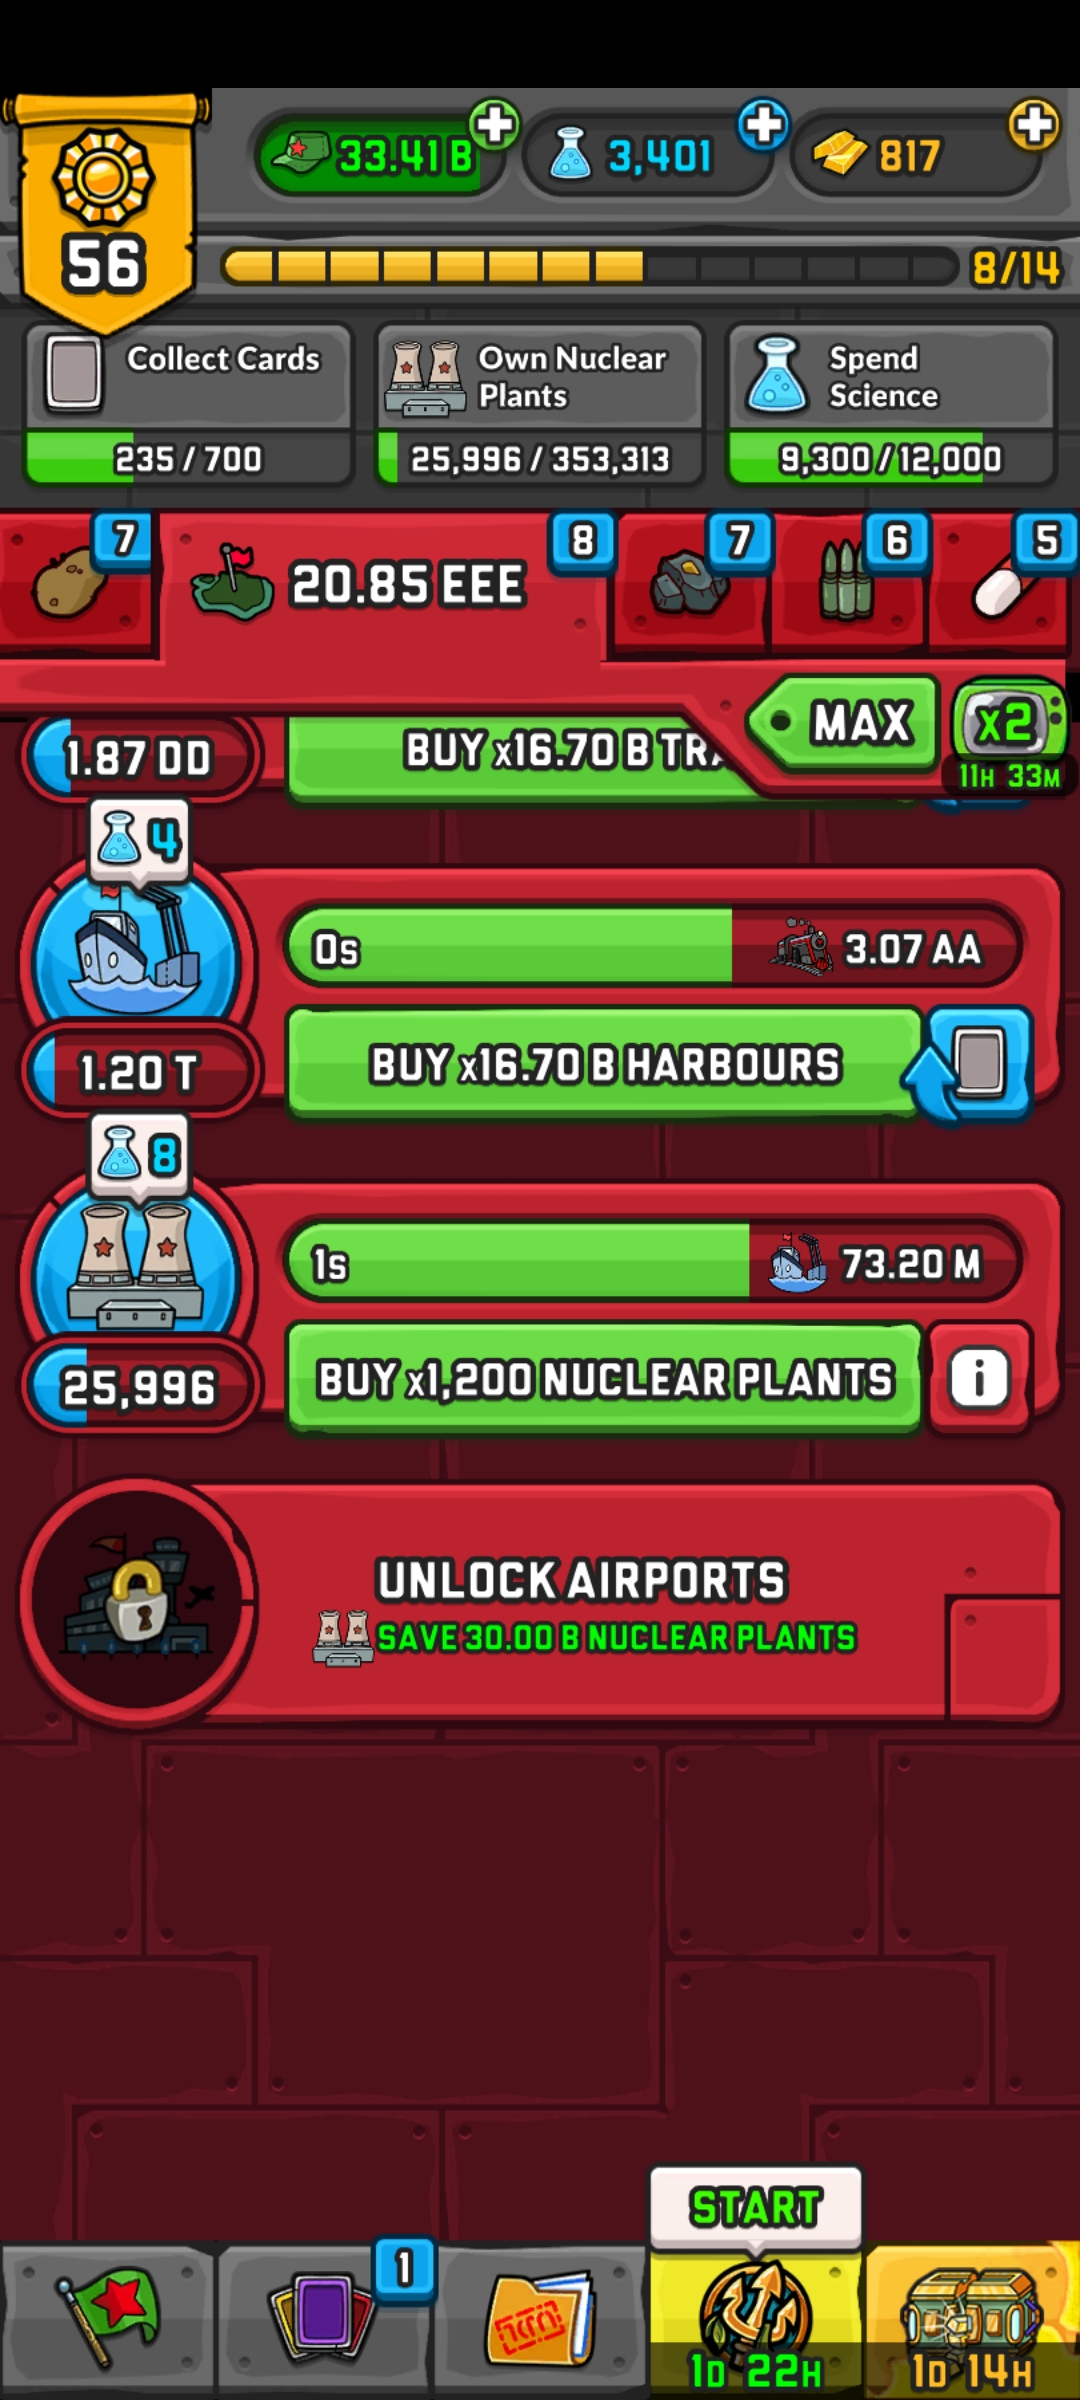 33.41 B
3,401
817
56
8/14
Collect Cards
235 / 700
Own Nuclear
Plants
25,996 / 353,313
Spend
Science
9,300 / 12,000
7
20.85 EEE
8
7
6
5
MAX
x2
11H 33M
1.87 DD
BUY x16.70 B TRA
4
0s
3.07 AA
BUY x16.70 B HARBOURS
1.20 T
8
1s
73.20 M
BUY x1,200 NUCLEAR PLANTS
i
25,996
UNLOCK AIRPORTS
SAVE 30.00 B NUCLEAR PLANTS
START
1
1D 22H
1D 14H